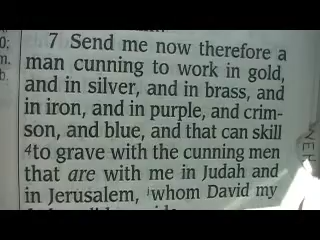 7 Send me now therefore a
man cunning to work in gold,
and in silver, and in brass, and
in iron, and in purple, and crim-
son, and blue, and that can skill
4to grave with the cunning men
that are with me in Judah and
in Jerusalem, whom David my